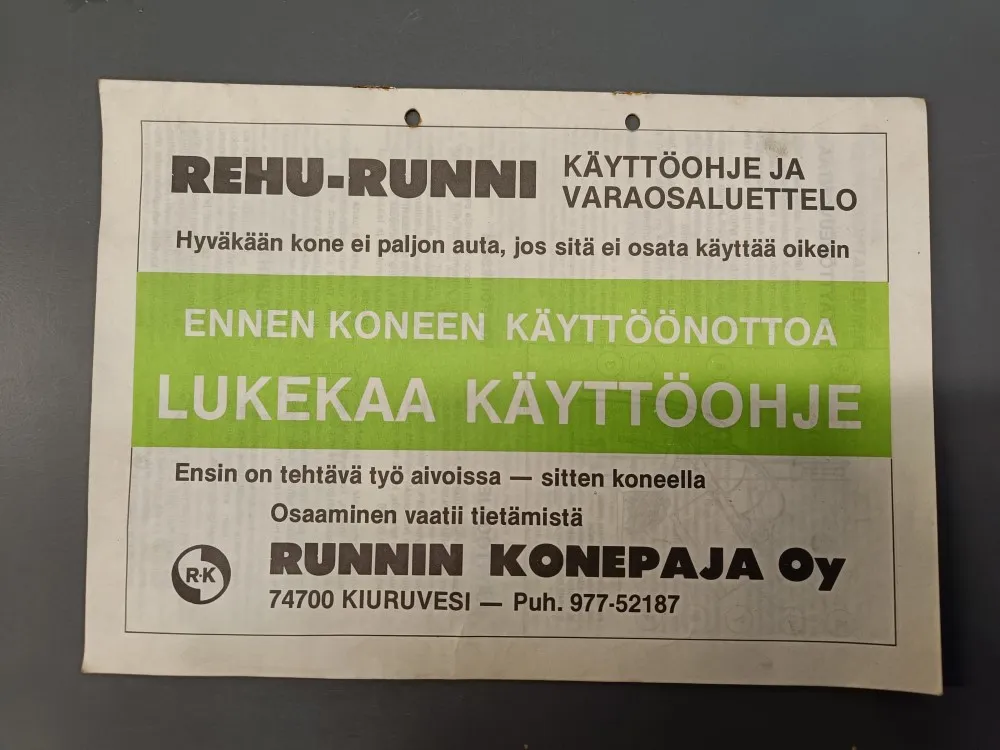 REHU-RUNNI
KÄYTTÖOHJE JA
VARAOSALUETTELO
Hyväkään kone ei paljon auta, jos sitä ei osata käyttää oikein
ENNEN KONEEN KÄYTTÖÖNOTTOA
LUKEKAA KÄYTTÖOHJE
Ensin on tehtävä työ aivoissa — sitten koneella
Osaaminen vaatii tietämistä
R·K
RUNNIN KONEPAJA Oy
74700 KIURUVESI — Puh. 977-52187